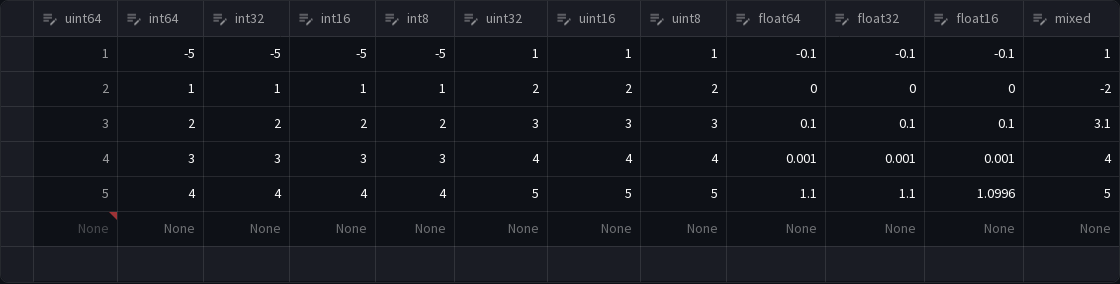 uint64 int64 int32 int16 int8 uint32 uint16 uint8 float64 float32 float16 mixed
1 -5 -5 -5 -5 1 1 1 -0.1 -0.1 -0.1 1
2 1 1 1 1 2 2 2 0 0 0 -2
3 2 2 2 2 3 3 3 0.1 0.1 0.1 3.1
4 3 3 3 3 4 4 4 0.001 0.001 0.001 4
5 4 4 4 4 5 5 5 1.1 1.1 1.0996 5
None None None None None None None None None None None None